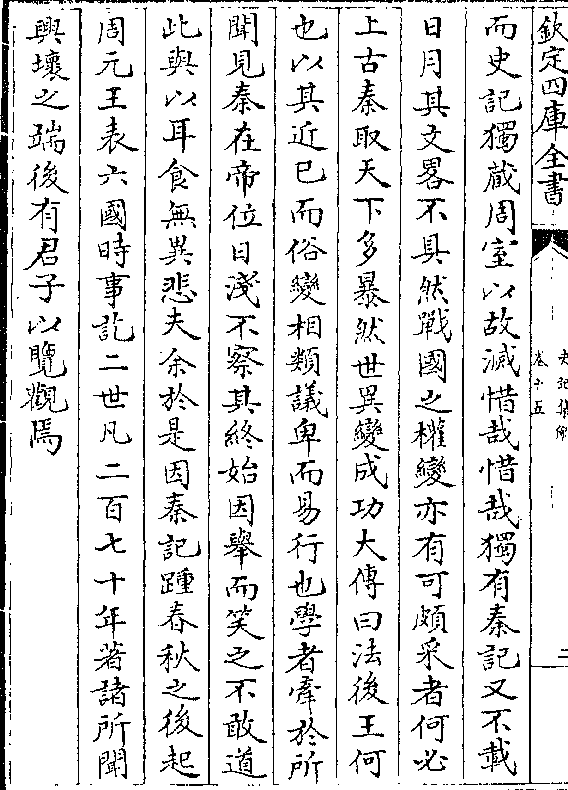 欽定四庫全書
史記集解
卷十五
二
而史記獨蔵周室以故滅惜哉惜哉獨有秦記又不載
日月其文畧不具然戰國之權變亦有可頗采者何必
上古秦取天下多暴然世異變成功大傳曰法後王何
也以其近已而俗變相類議卑而易行也學者牽於所
聞見秦在帝位日淺不察其終始因舉而笑之不敢道
此與以耳食無異悲夫余於是因秦記踵春秋之後起
周元王表六國時事訖二世凡二百七十年著諸所聞
興壞之端後有君子以覽觀焉